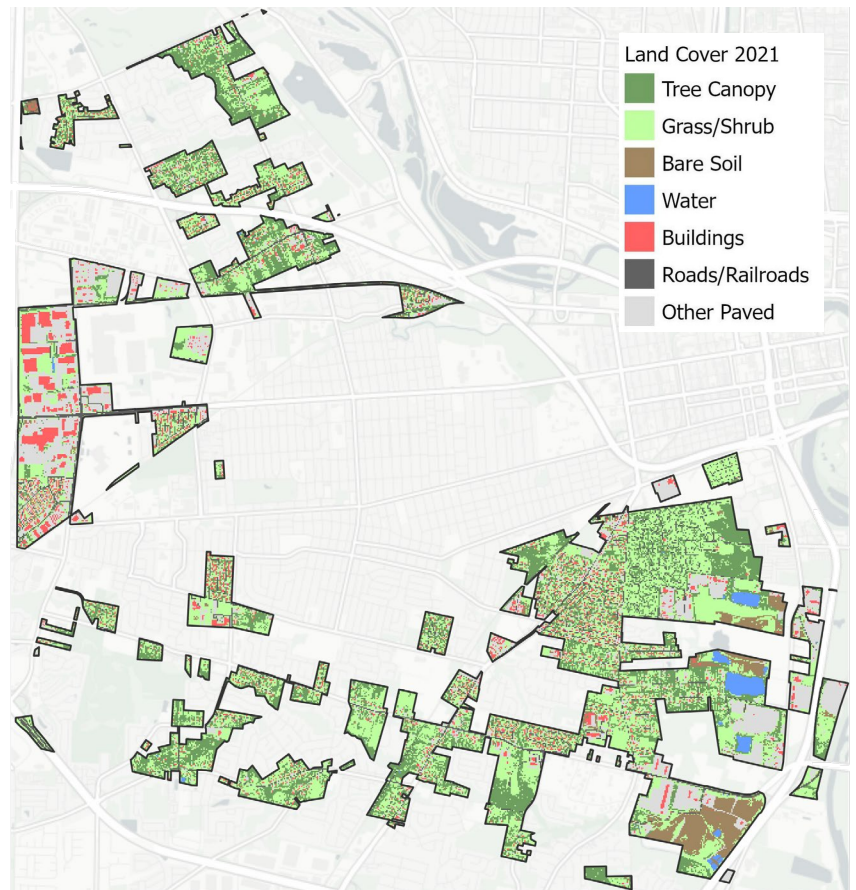 Land Cover 2021
Tree Canopy
Grass/Shrub
Bare Soil
Water
Buildings
Roads/Railroads
Other Paved